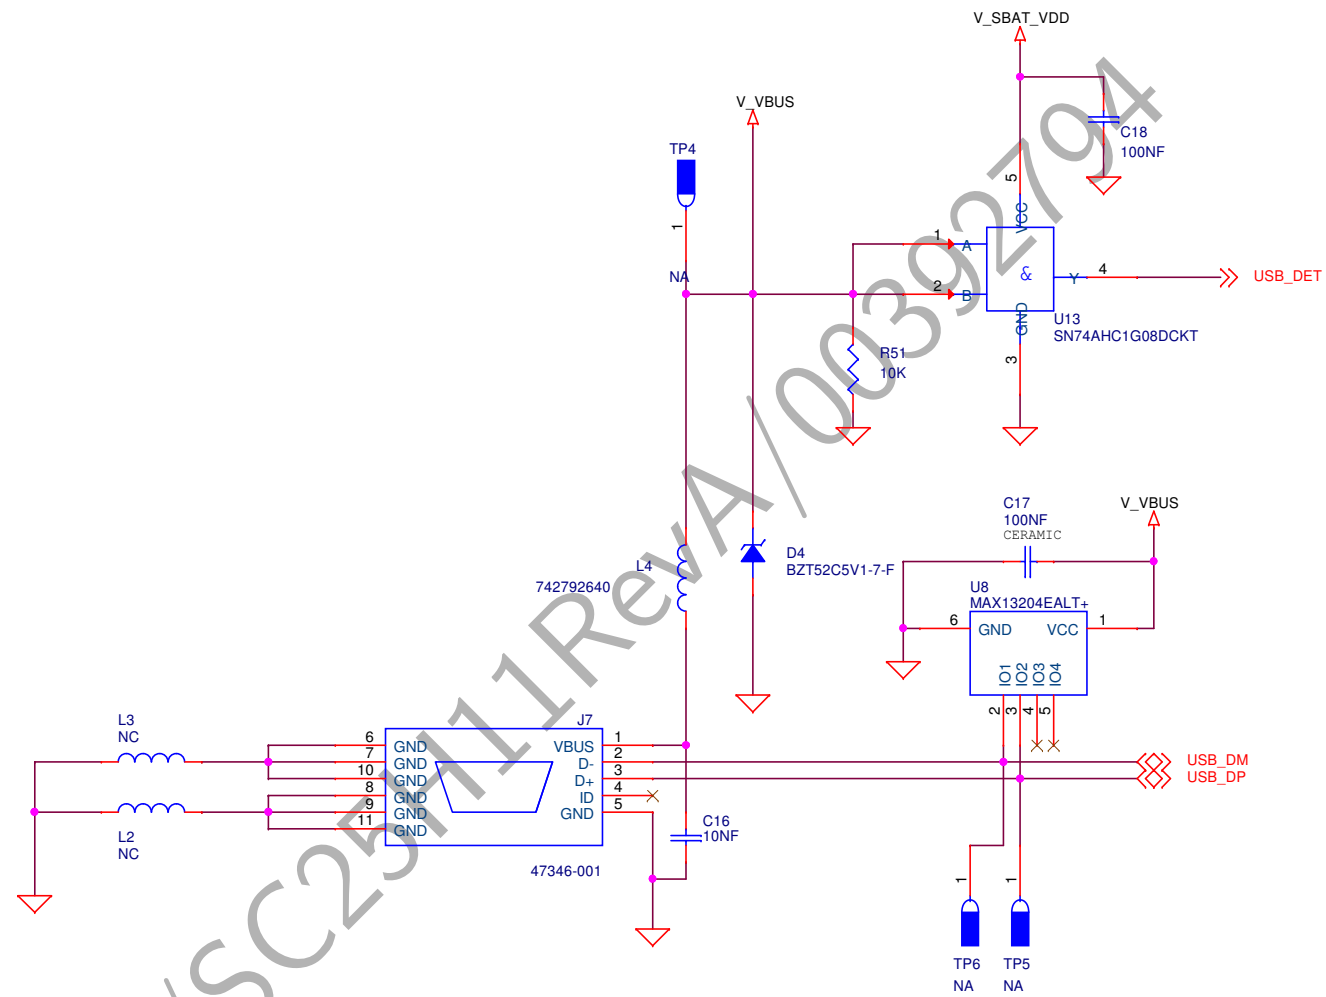 V_SBAT_VDD
V_VBUS
C18
100NF
TP4
1
NA
5
VCC
1
A
2
B
&
Y
4
USB_DET
GND
3
U13
SN74AHC1G08DCKT
R51
10K
C17
100NF
CERAMIC
V_VBUS
L4
742792640
D4
BZT52C5V1-7-F
U8
MAX13204EALT+
6
GND
VCC
1
IO1
IO2
IO3
IO4
2
3
4
5
L3
NC
J7
6
GND
VBUS
1
7
GND
D-
2
10
GND
D+
3
8
GND
ID
4
9
GND
GND
5
11
GND
USB_DM
USB_DP
L2
NC
C16
10NF
47346-001
1
1
TP6
NA
TP5
NA
/SC25H11RevA/00392794